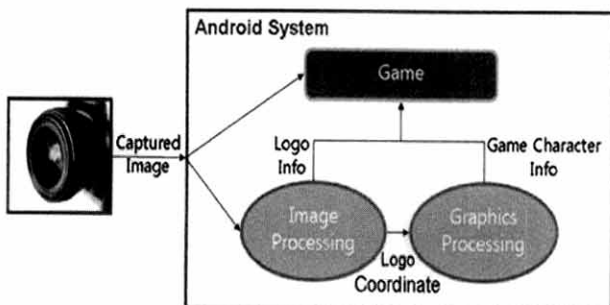 Android System
Game
Captured
Image
Logo
Info
Game Character
Info
Image
Processing
Graphics
Processing
Logo
Coordinate